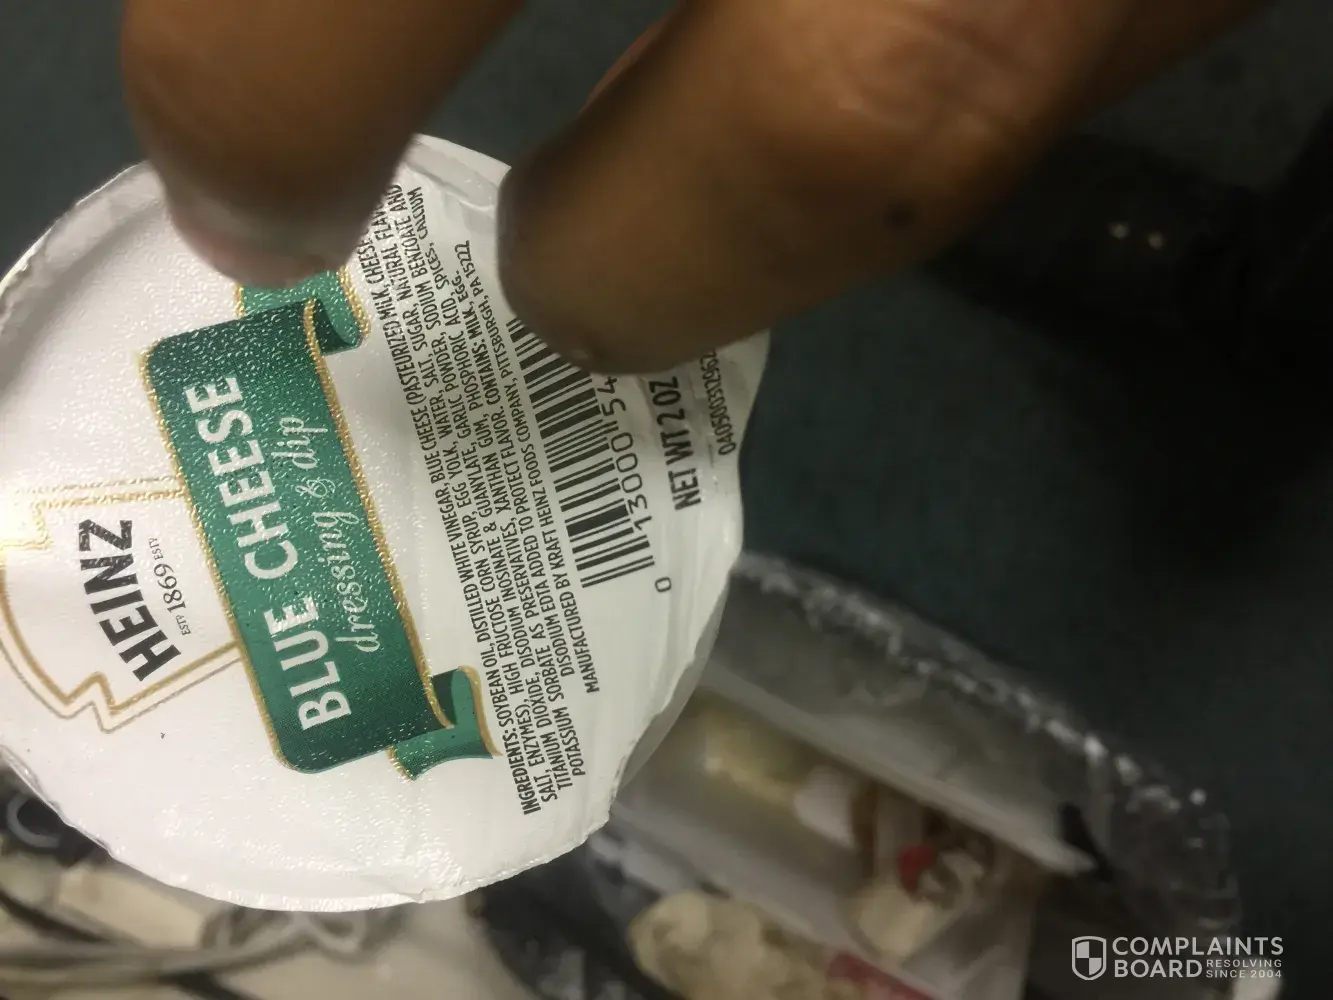 HEINZ
ESTD 1869 ESTD
BLUE CHEESE
dressing & dip
INGREDIENTS: SOYBEAN OIL, DISTILLED WHITE VINEGAR, BLUE CHEESE (PASTEURIZED MILK, CHEESE
SALT, ENZYMES), HIGH FRUCTOSE CORN SYRUP, EGG YOLK, WATER, SALT, SUGAR, NATURAL FLAVOR
TITANIUM DIOXIDE, DISODIUM INOSINATE & GUANYLATE, GARLIC POWDER, SODIUM BENZOATE AND
POTASSIUM SORBATE AS PRESERVATIVES, XANTHAN GUM, PHOSPHORIC ACID, SPICES, CALCIUM
DISODIUM EDTA ADDED TO PROTECT FLAVOR. CONTAINS: MILK, EGG.
MANUFACTURED BY KRAFT HEINZ FOODS COMPANY, PITTSBURGH, PA 15222
0 13000 154
NET WT 2 OZ
COMPLAINTS
BOARD RESOLVING
SINCE 2004